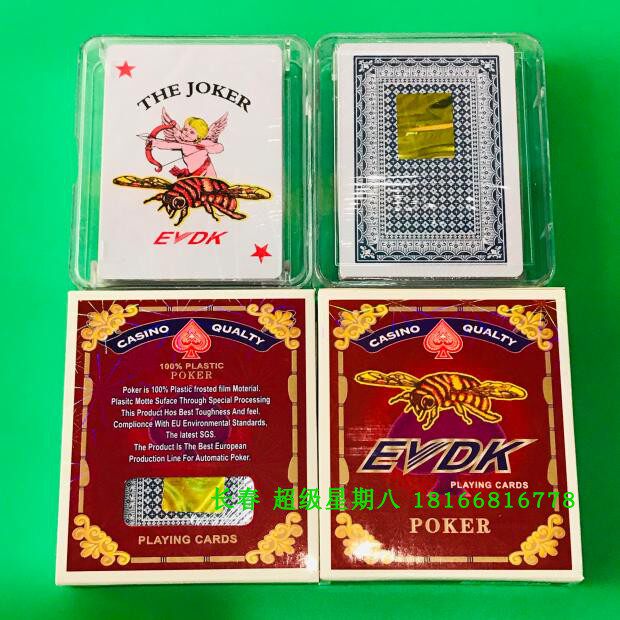 THE JOKER
EVDK
CASINO QUALTY
100% PLASTIC
POKER
Poker is 100% Plastic frosted film Moterial.
Plasitc Motte Suface Through Special Processing
This Product Hos Best Toughness And feel.
Complionce With EU Environmental Standards,
The latest SGS.
The Product Is The Best European
Production Line For Automatic Poker.
PLAYING CARDS
CASINO QUALTY
EVDK
PLAYING CARDS
POKER
长春 超级星期八 18166816778